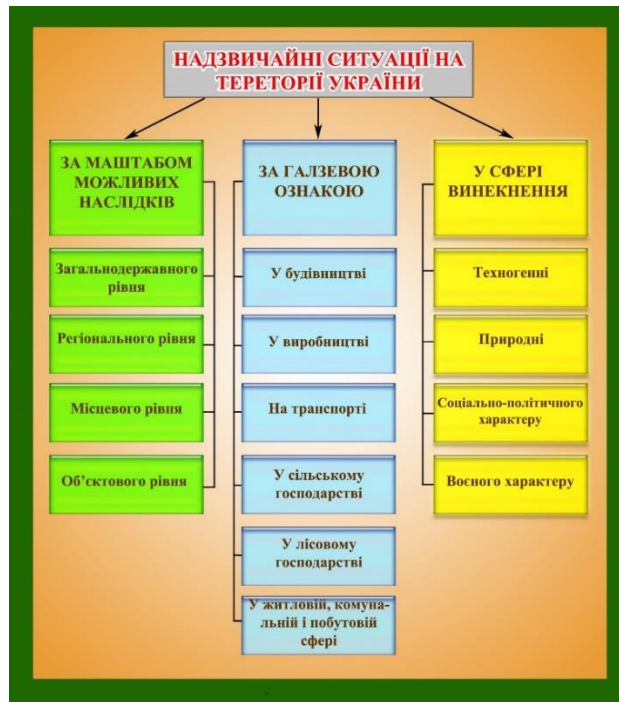 НАДЗВИЧАЙНІ СИТУАЦІЇ НА
ТЕРЕТОРІЇ УКРАЇНИ
ЗА МАШТАБОМ
МОЖЛИВИХ
НАСЛІДКІВ
Загальнодержавного
рівня
Регіонального рівня
Місцевого рівня
Об’єктового рівня
ЗА ГАЛЗЕВОЮ
ОЗНАКОЮ
У будівництві
У виробництві
На транспорті
У сільському
господарстві
У лісовому
господарстві
У житловій, комуна-
льній і побутовій
сфері
У СФЕРІ
ВИНЕКНЕННЯ
Техногенні
Природні
Соціально-політичного
характеру
Воєного характеру